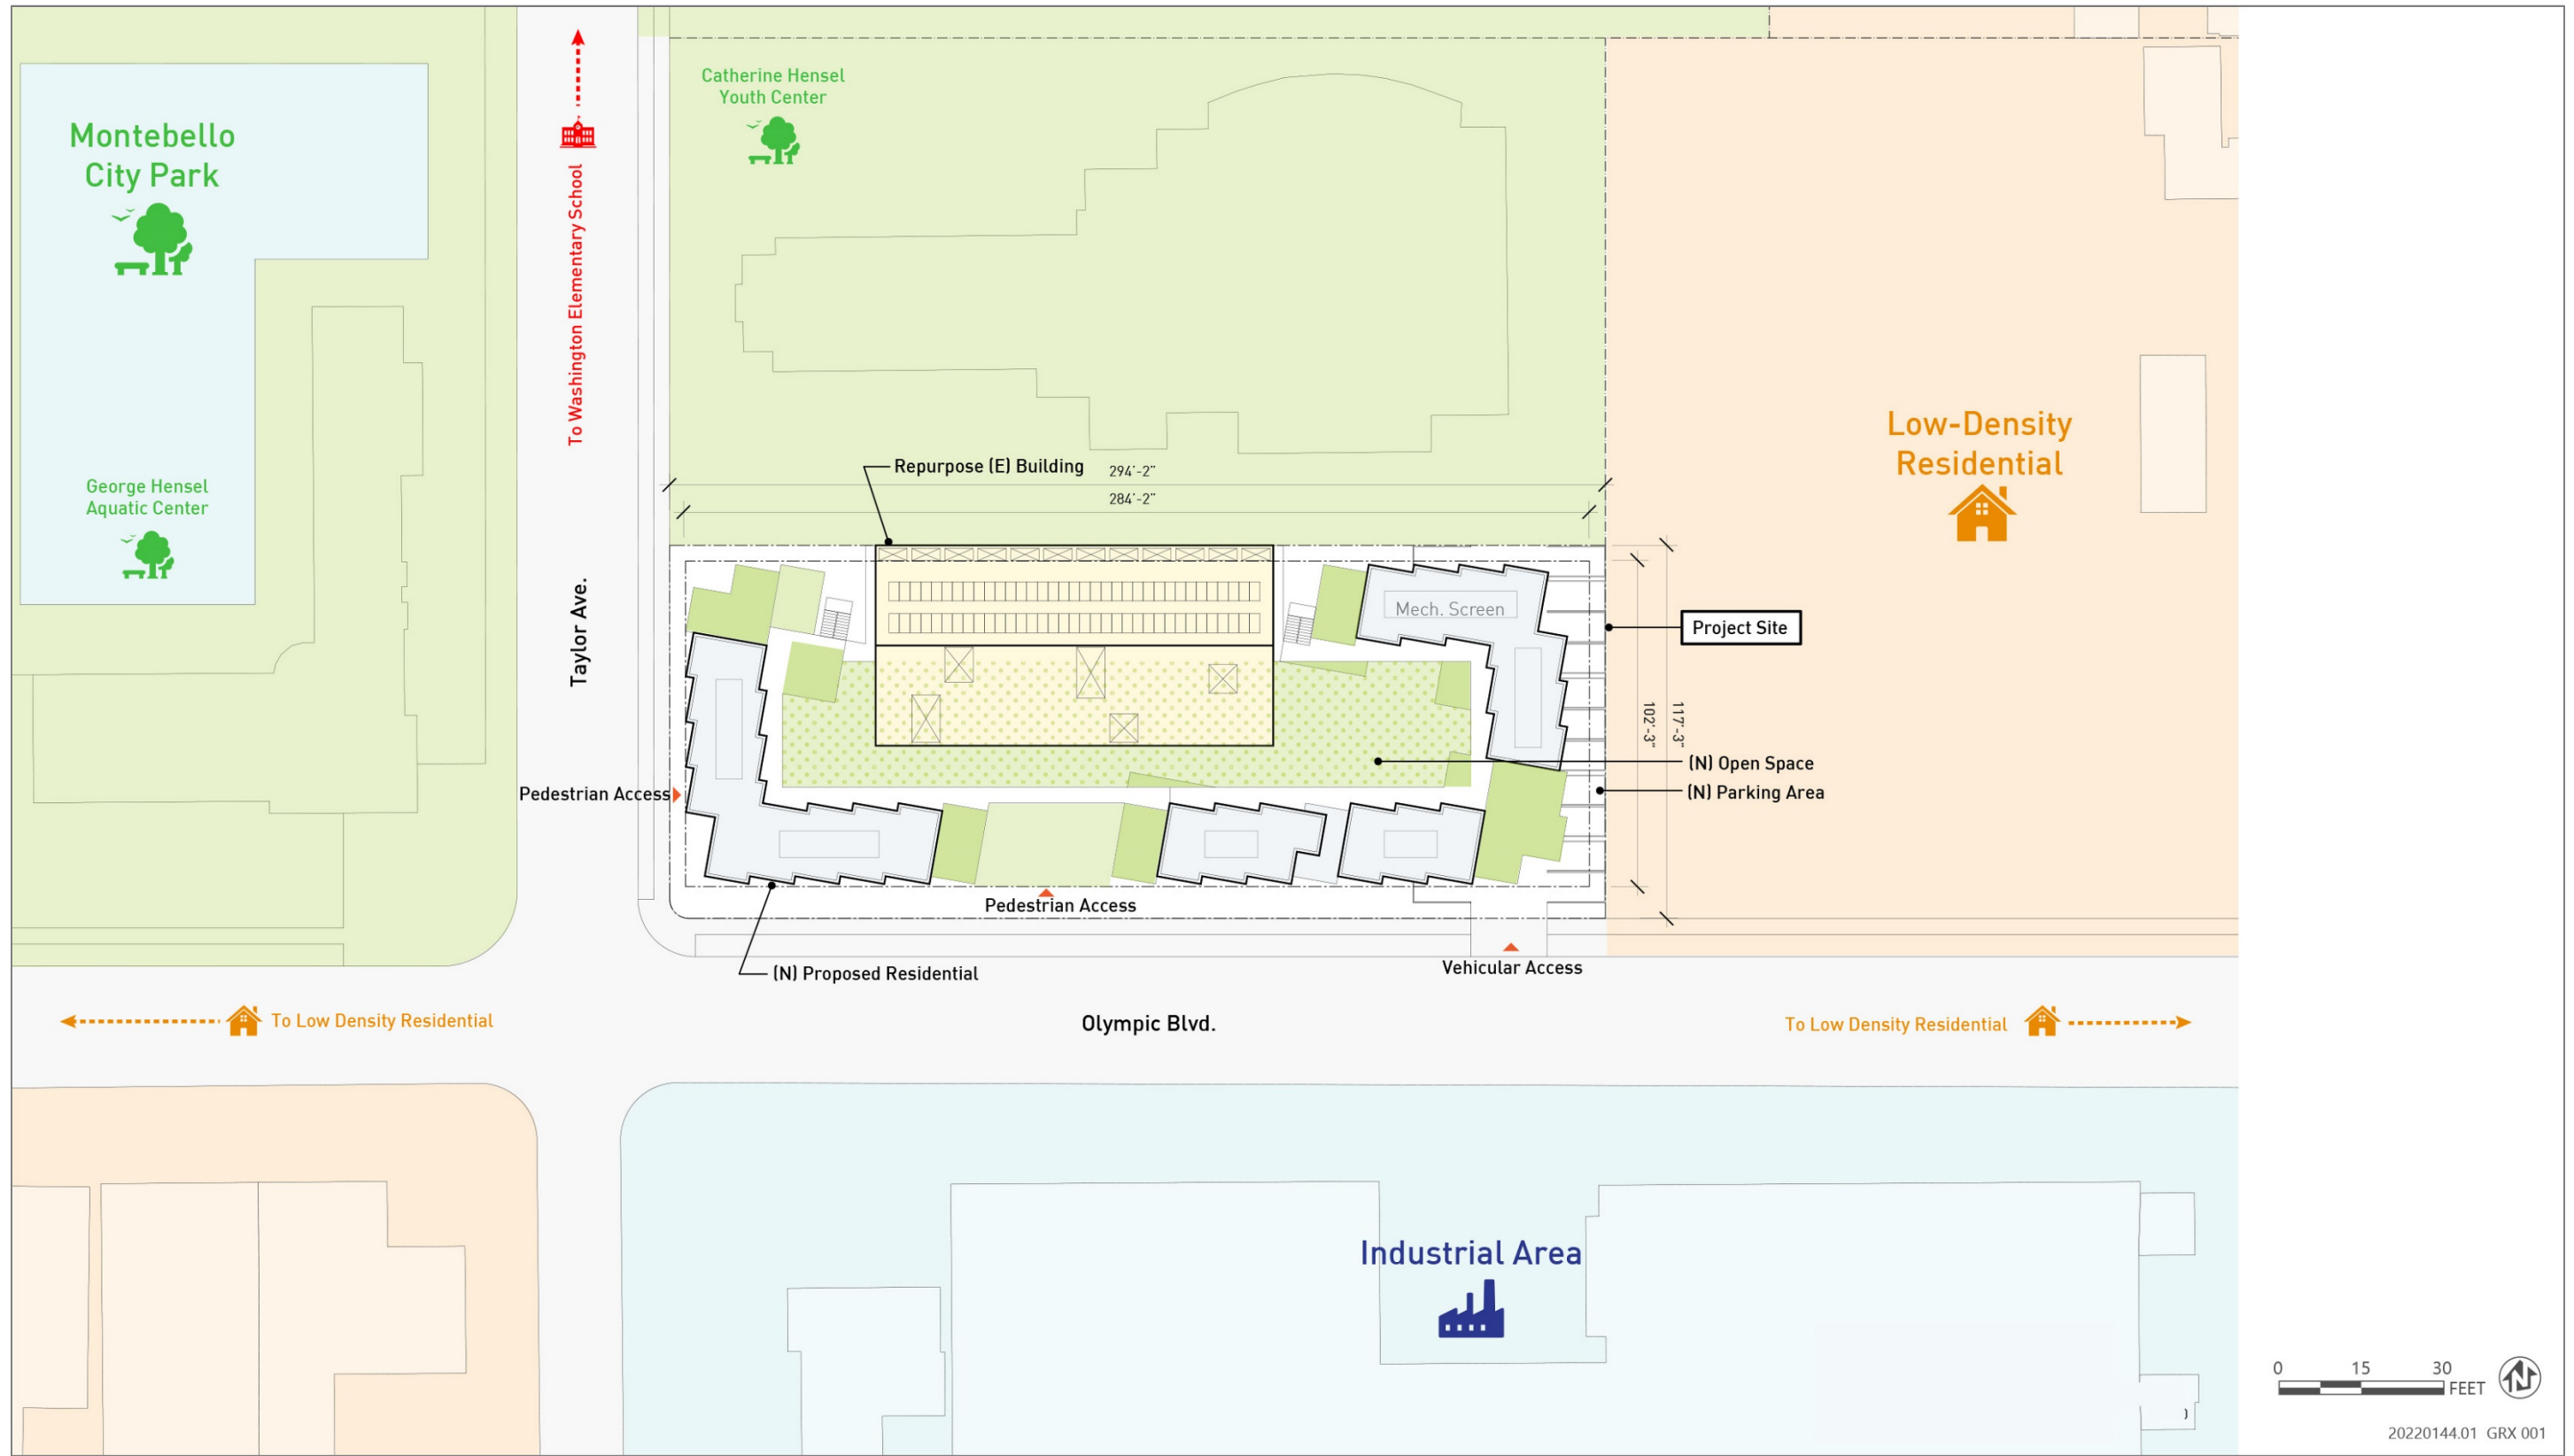 Montebello
City Park
George Hensel
Aquatic Center
To Washington Elementary School
Taylor Ave.
Catherine Hensel
Youth Center
Repurpose (E) Building
294'-2"
284'-2"
Mech. Screen
Low-Density
Residential
Project Site
102'-3"
117'-3"
(N) Open Space
(N) Parking Area
Pedestrian Access
Pedestrian Access
(N) Proposed Residential
Vehicular Access
To Low Density Residential
Olympic Blvd.
To Low Density Residential
Industrial Area
0 15 30
FEET
N
20220144.01 GRX 001